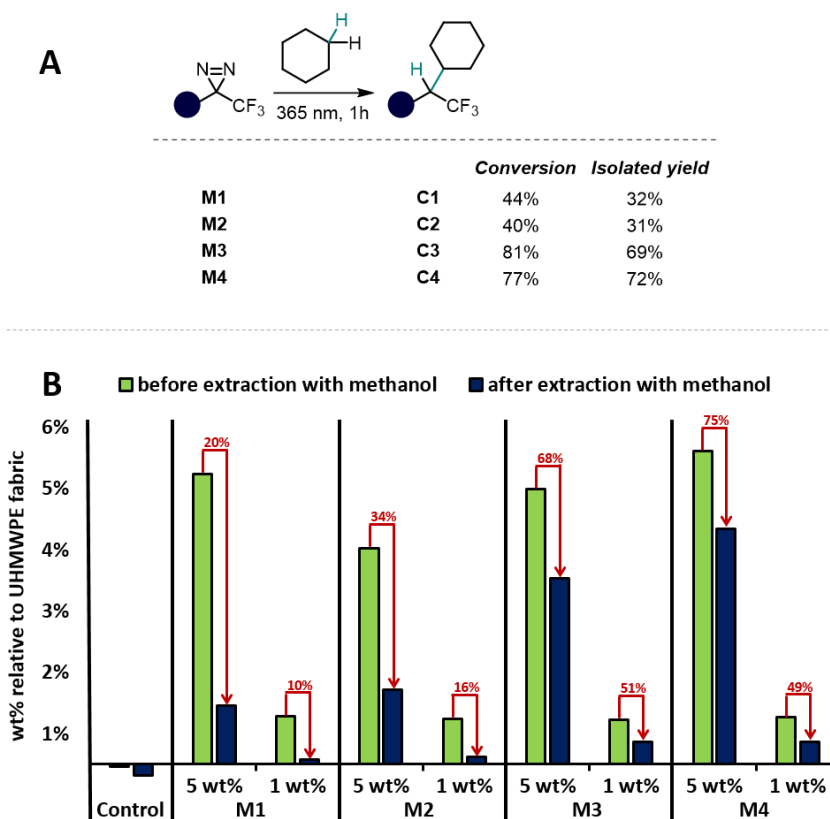 A
H
H
N=N
CF3
365 nm, 1h
H
CF3
Conversion Isolated yield
M1 C1 44% 32%
M2 C2 40% 31%
M3 C3 81% 69%
M4 C4 77% 72%
B
before extraction with methanol after extraction with methanol
wt% relative to UHMWPE fabric
6%
5%
4%
3%
2%
1%
20%
10%
34%
16%
68%
51%
75%
49%
5 wt% 1 wt% 5 wt% 1 wt% 5 wt% 1 wt% 5 wt% 1 wt%
Control M1 M2 M3 M4